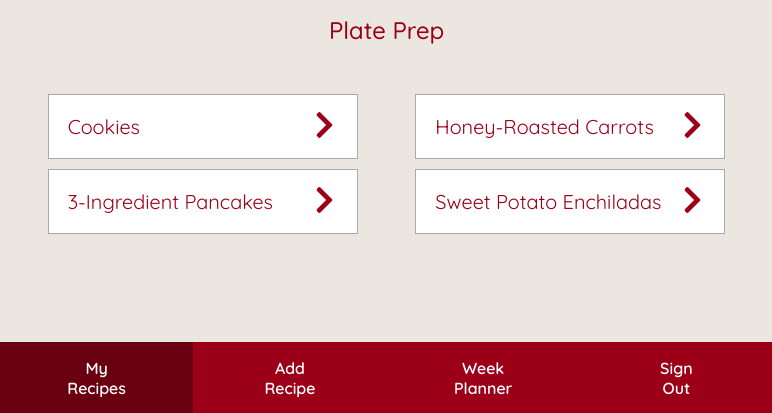 Plate Prep
Cookies
Honey-Roasted Carrots
3-Ingredient Pancakes
Sweet Potato Enchiladas
My
Recipes
Add
Recipe
Week
Planner
Sign
Out